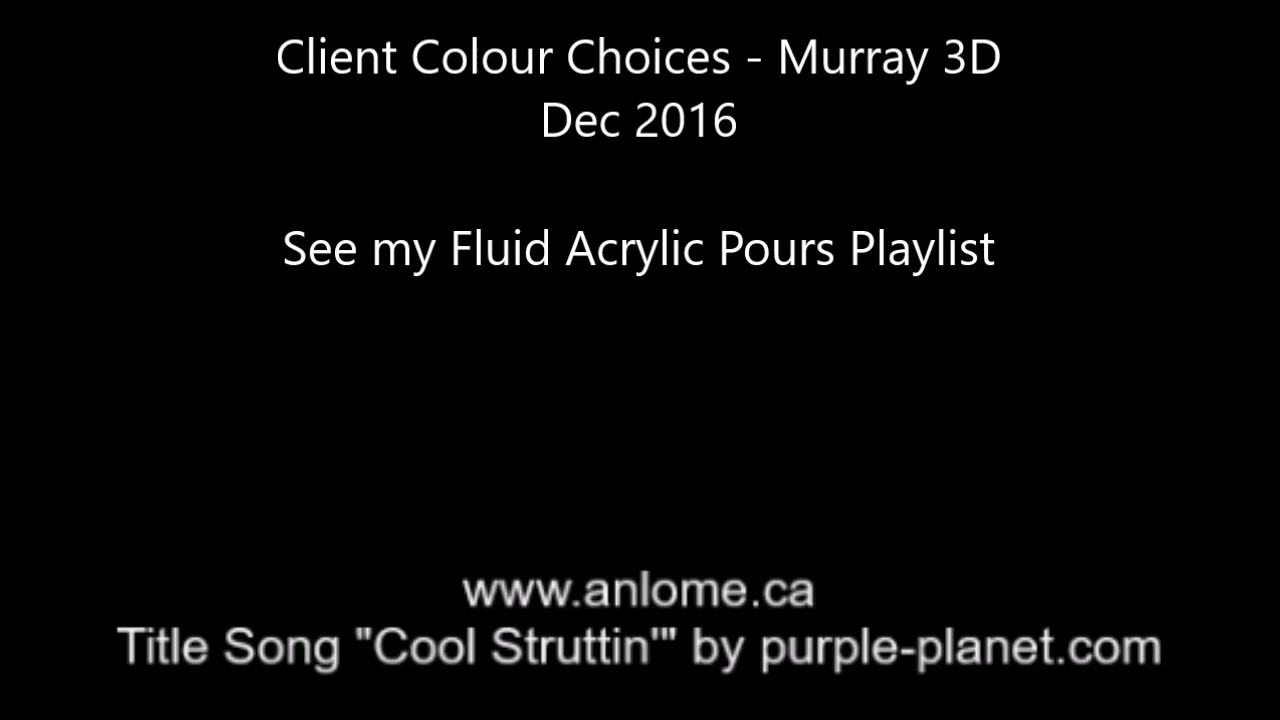 Client Colour Choices - Murray 3D
Dec 2016
See my Fluid Acrylic Pours Playlist
www.anlome.ca
Title Song "Cool Struttin'" by purple-planet.com